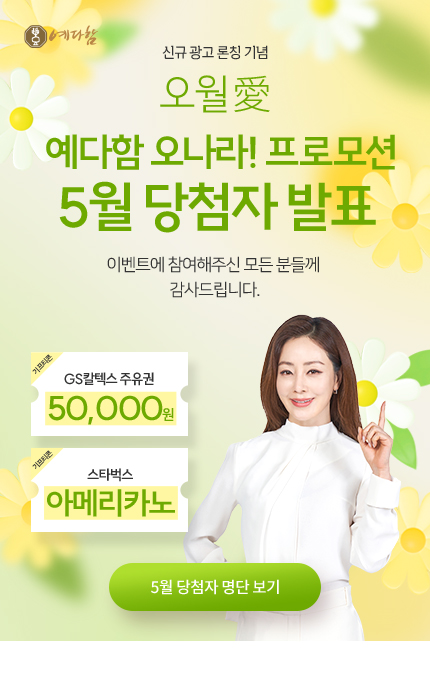 예다함
신규 광고 론칭 기념
오월愛
예다함 오나라! 프로모션
5월 당첨자 발표
이벤트에 참여해주신 모든 분들께
감사드립니다.
기프티콘
GS칼텍스 주유권
50,000원
기프티콘
스타벅스
아메리카노
5월 당첨자 명단 보기